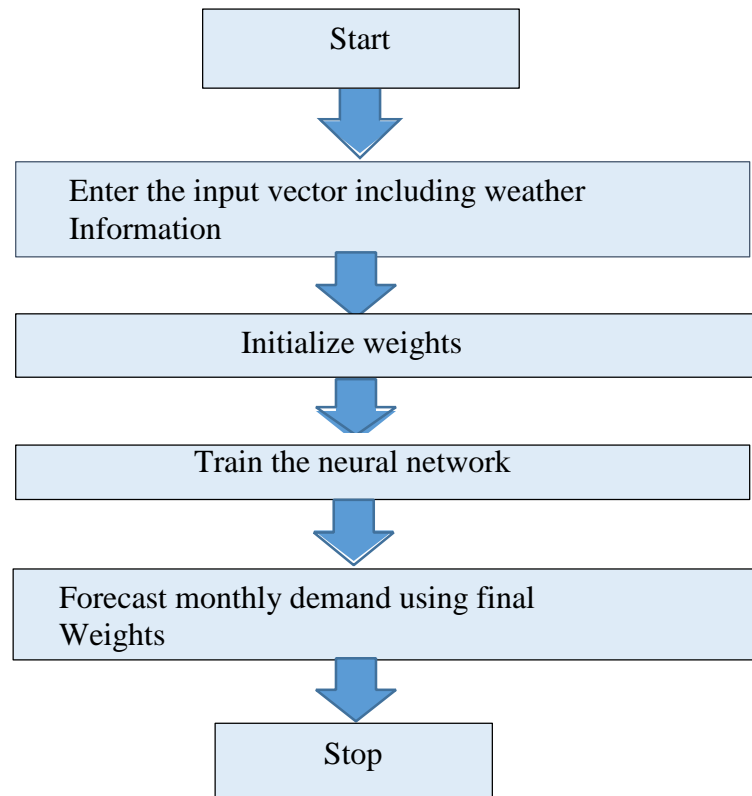 Start
Enter the input vector including weather
Information
Initialize weights
Train the neural network
Forecast monthly demand using final
Weights
Stop